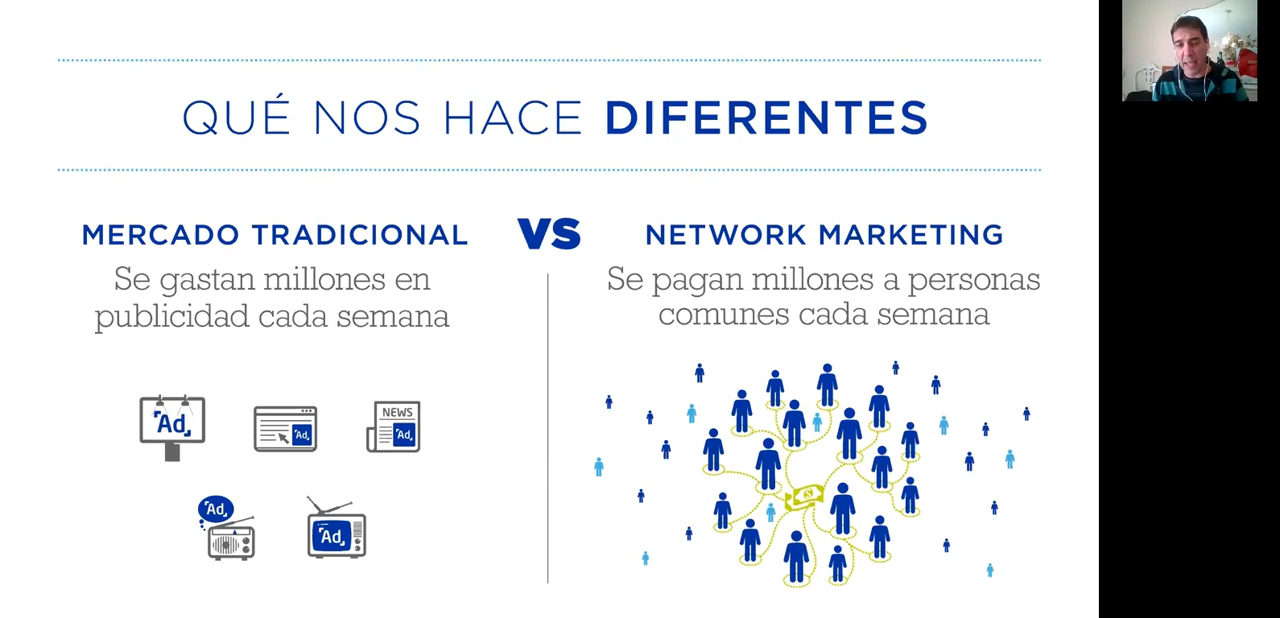 QUÉ NOS HACE DIFERENTES
MERCADO TRADICIONAL
VS
NETWORK MARKETING
Se gastan millones en
publicidad cada semana
Se pagan millones a personas
comunes cada semana
Ad
Ad
NEWS
Ad
Ad
Ad
$